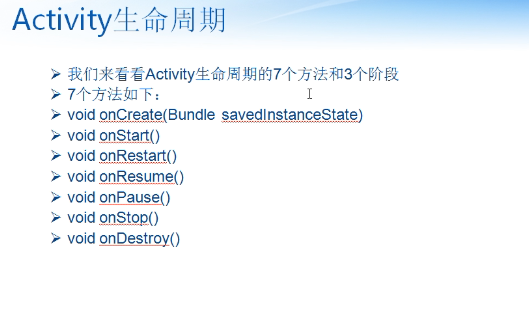 Activity生命周期
我们来看看Activity生命周期的7个方法和3个阶段
7个方法如下：
void onCreate(Bundle savedInstanceState)
void onStart()
void onRestart()
void onResume()
void onPause()
void onStop()
void onDestroy()